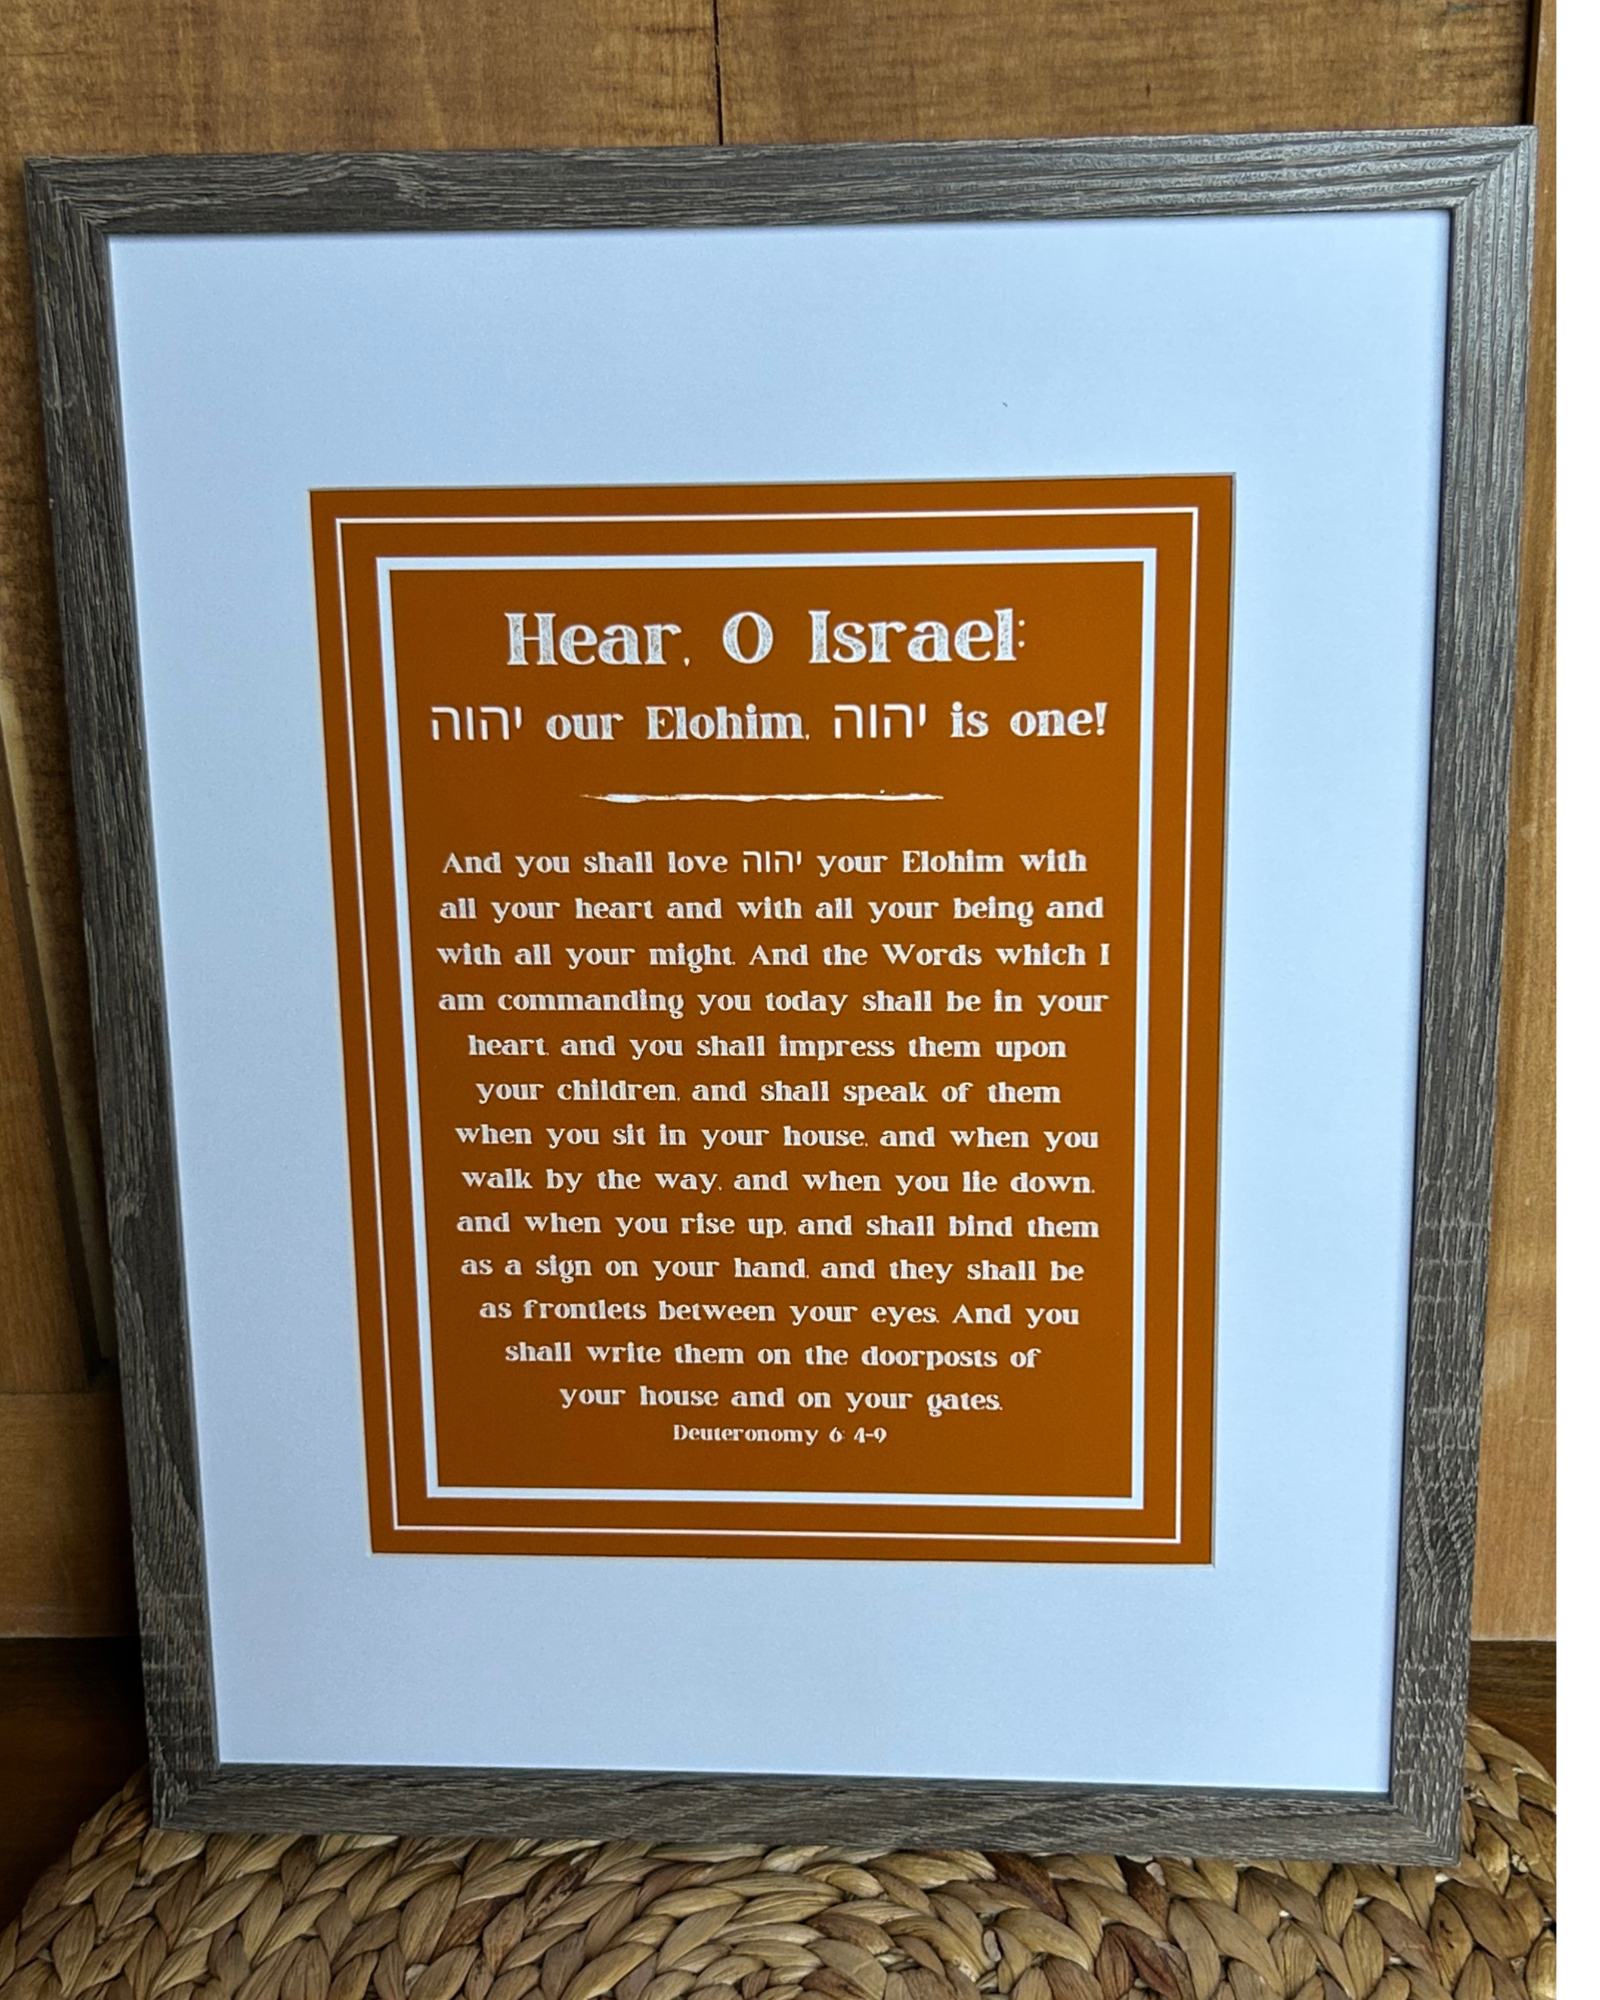 Hear, O Israel:
יהוה our Elohim, יהוה is one!
And you shall love יהוה your Elohim with
all your heart and with all your being and
with all your might. And the Words which I
am commanding you today shall be in your
heart, and you shall impress them upon
your children, and shall speak of them
when you sit in your house, and when you
walk by the way, and when you lie down,
and when you rise up, and shall bind them
as a sign on your hand, and they shall be
as frontlets between your eyes. And you
shall write them on the doorposts of
your house and on your gates.
Deuteronomy 6: 4-9